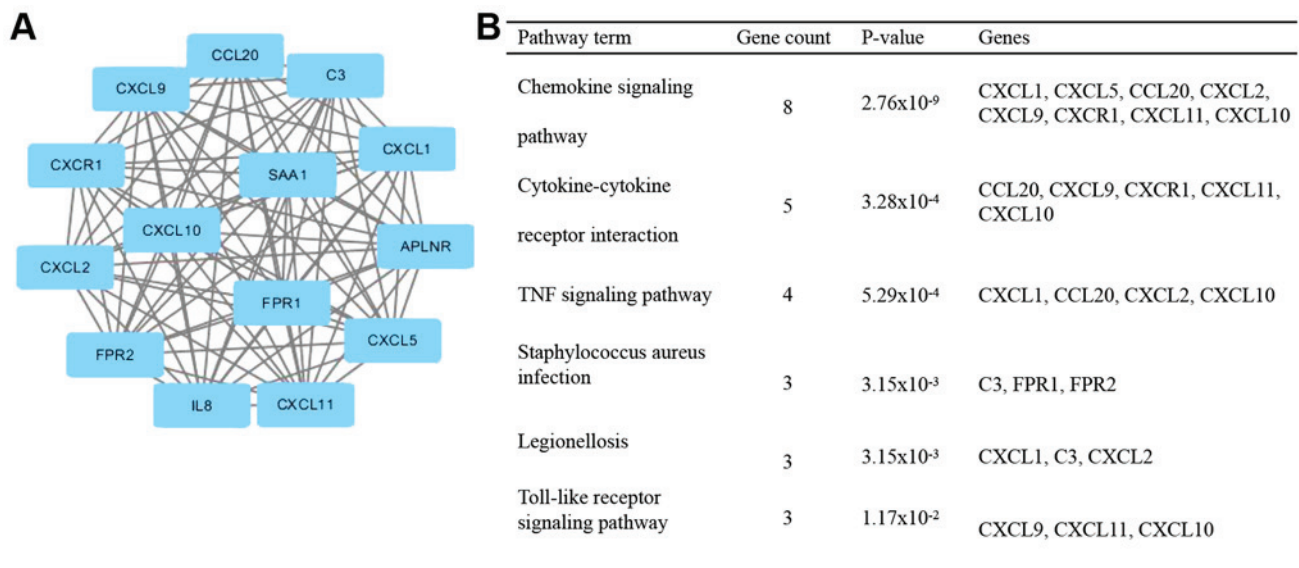 A
CCL20
C3
CXCL9
CXCL1
CXCR1
SAA1
CXCL10
APLNR
CXCL2
FPR1
CXCL5
FPR2
IL8
CXCL11
B
Pathway term Gene count P-value Genes
Chemokine signaling
pathway
8
2.76x10⁻⁹
CXCL1, CXCL5, CCL20, CXCL2,
CXCL9, CXCR1, CXCL11, CXCL10
Cytokine-cytokine
receptor interaction
5
3.28x10⁻⁴
CCL20, CXCL9, CXCR1, CXCL11,
CXCL10
TNF signaling pathway 4 5.29x10⁻⁴ CXCL1, CCL20, CXCL2, CXCL10
Staphylococcus aureus
infection
3
3.15x10⁻³
C3, FPR1, FPR2
Legionellosis
3
3.15x10⁻³
CXCL1, C3, CXCL2
Toll-like receptor
signaling pathway
3
1.17x10⁻²
CXCL9, CXCL11, CXCL10